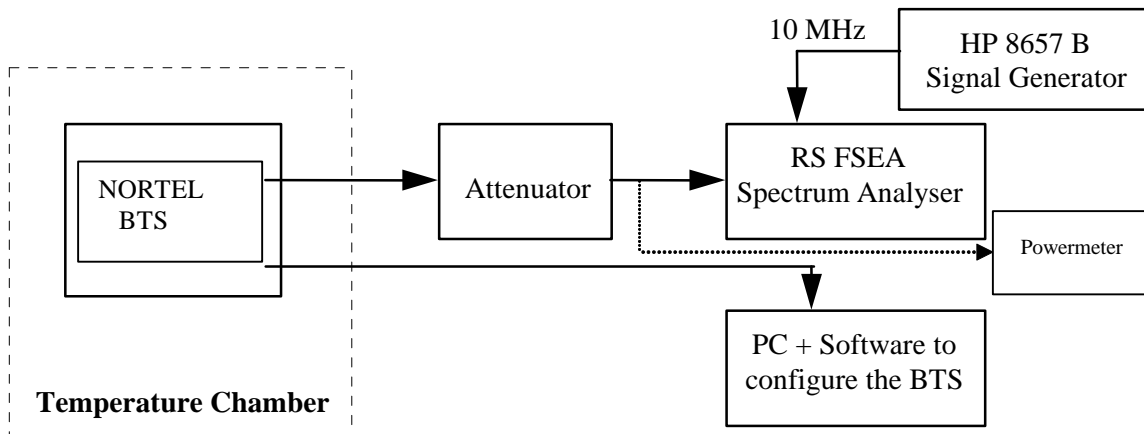 10 MHz
HP 8657 B
Signal Generator
NORTEL
BTS
Attenuator
RS FSEA
Spectrum Analyser
Powermeter
PC + Software to
configure the BTS
Temperature Chamber